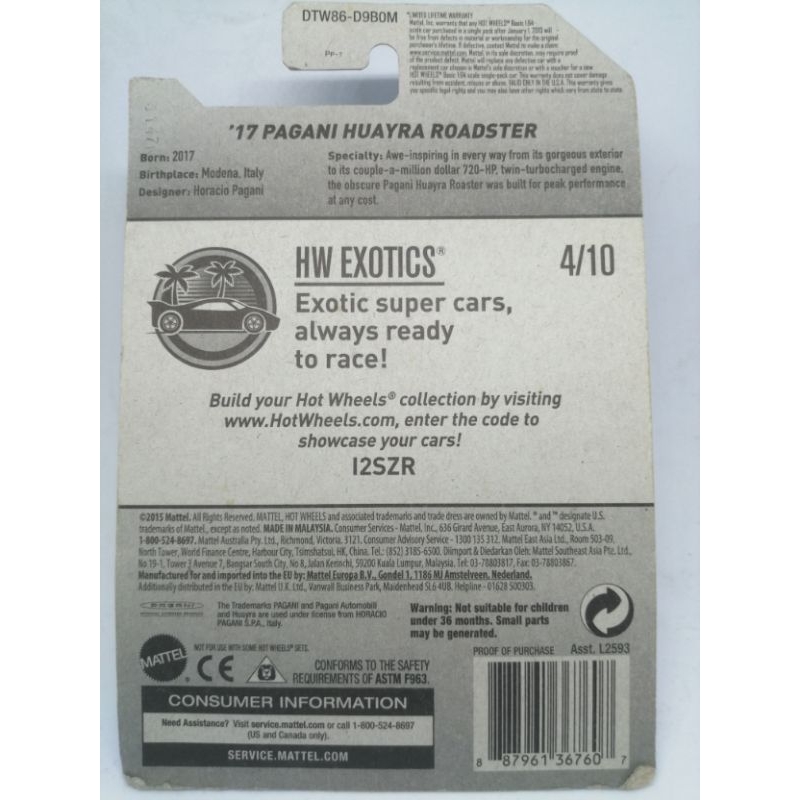 DTW86-D9B0M
LIMITED LIFETIME WARRANTY
'17 PAGANI HUAYRA ROADSTER
Born: 2017
Birthplace: Modena, Italy
Designer: Horacio Pagani
Specialty: Awe-inspiring in every way from its gorgeous exterior
to its couple-a-million dollar 720-HP, twin-turbocharged engine,
the obscure Pagani Huayra Roaster was built for peak performance
at any cost.
HW EXOTICS®
4/10
Exotic super cars,
always ready
to race!
Build your Hot Wheels® collection by visiting
www.HotWheels.com, enter the code to
showcase your cars!
I2SZR
©2015 Mattel. All Rights Reserved. MATTEL, HOT WHEELS and associated trademarks and trade dress are owned by Mattel. ® and ™ designate U.S.
trademarks of Mattel, except as noted. MADE IN MALAYSIA. Consumer Services - Mattel, Inc., 636 Girard Avenue, East Aurora, NY 14052, U.S.A.
1-800-524-8697. Mattel Australia Pty. Ltd., Richmond, Victoria. 3121. Consumer Advisory Service - 1300 135 312. Mattel East Asia Ltd., Room 503-09,
North Tower, World Finance Centre, Harbour City, Tsimshatsui, HK, China. Tel.: (852) 3185-6500. Diimport & Diedarkan Oleh: Mattel Southeast Asia Pte. Ltd.,
No 19-1, Tower 3 Avenue 7, Bangsar South City, No 8, Jalan Kerinchi, 59200 Kuala Lumpur, Malaysia. Tel: 03-78803817, Fax: 03-78803867.
Manufactured for and imported into the EU by: Mattel Europa B.V., Gondel 1, 1186 MJ Amstelveen, Nederland.
Additionally distributed in the EU by: Mattel U.K. Ltd., Vanwall Business Park, Maidenhead SL6 4UB. Helpline - 01628 500303.
The Trademarks PAGANI and Pagani Automobili
and Huayra are used under license from HORACIO
PAGANI S.P.A., Italy.
Warning: Not suitable for children
under 36 months. Small parts
may be generated.
MATTEL
NOT FOR USE WITH SOME HOT WHEELS® SETS.
CE
CONFORMS TO THE SAFETY
REQUIREMENTS OF ASTM F963.
PROOF OF PURCHASE
Asst. L2593
CONSUMER INFORMATION
Need Assistance? Visit service.mattel.com or call 1-800-524-8697
(US and Canada only).
SERVICE.MATTEL.COM
8 87961 36760 7